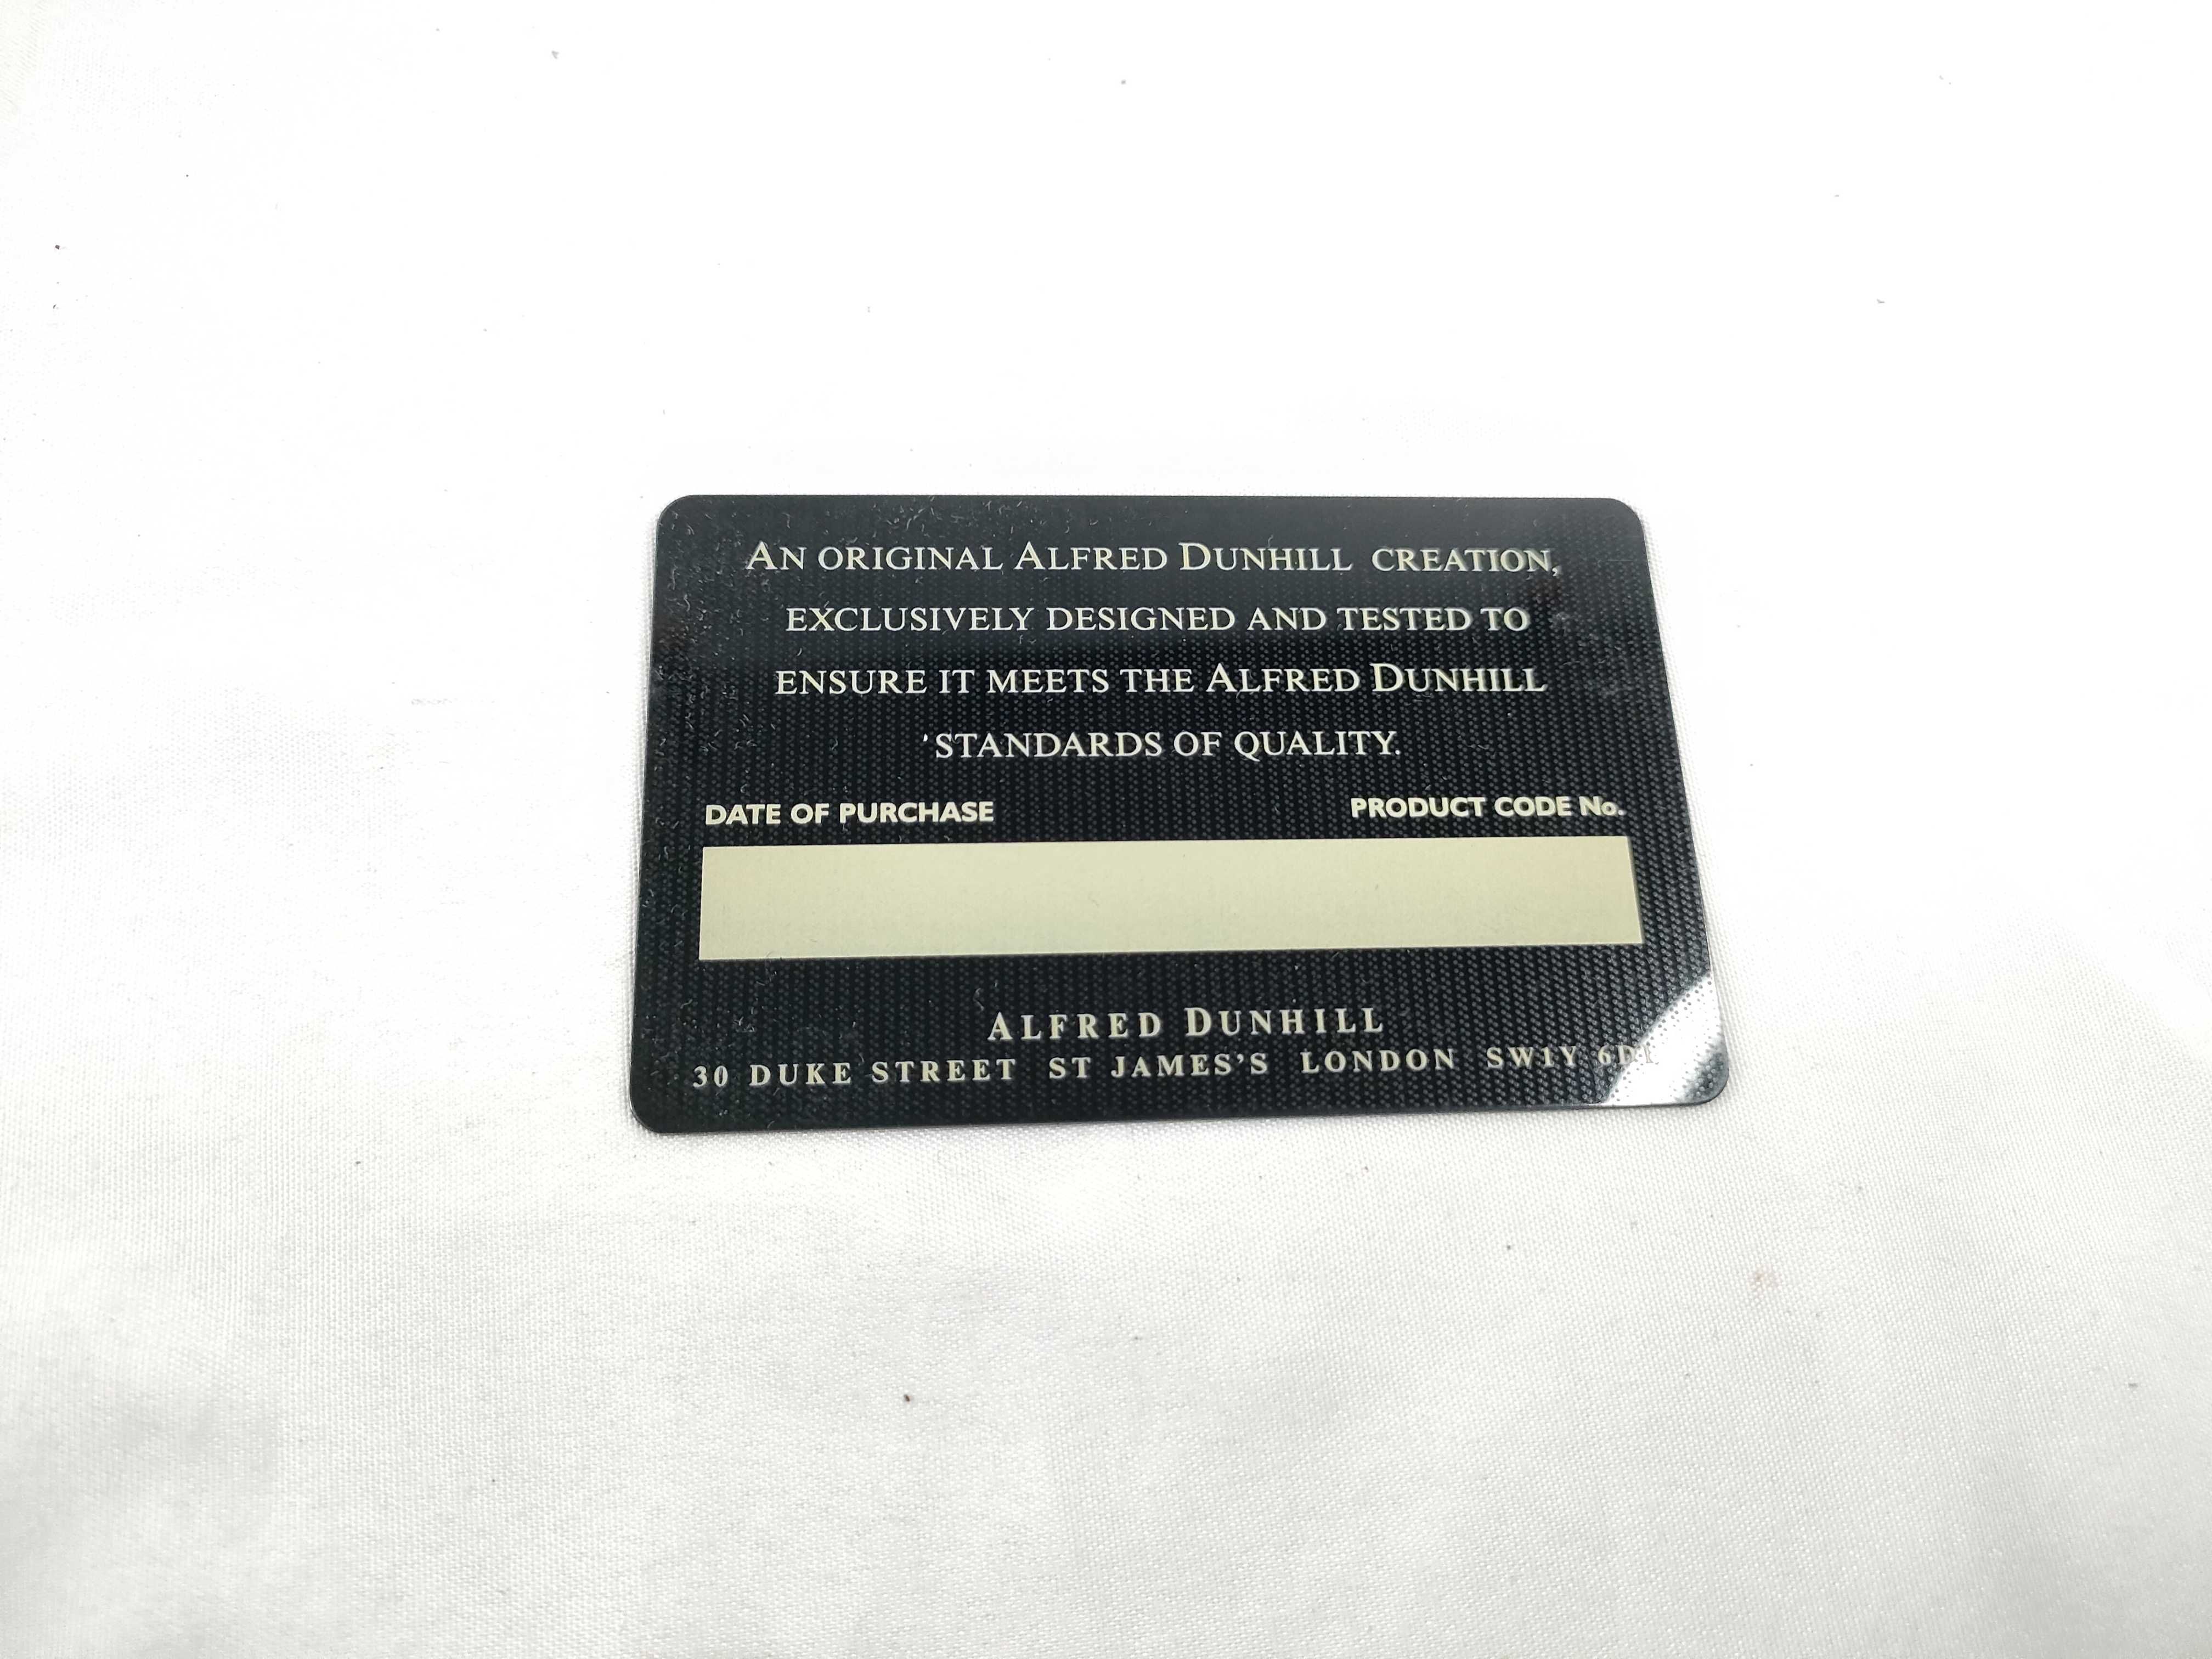 AN ORIGINAL ALFRED DUNHILL CREATION,
EXCLUSIVELY DESIGNED AND TESTED TO
ENSURE IT MEETS THE ALFRED DUNHILL
'STANDARDS OF QUALITY.
DATE OF PURCHASE PRODUCT CODE No.
ALFRED DUNHILL
30 DUKE STREET ST JAMES'S LONDON SW1Y